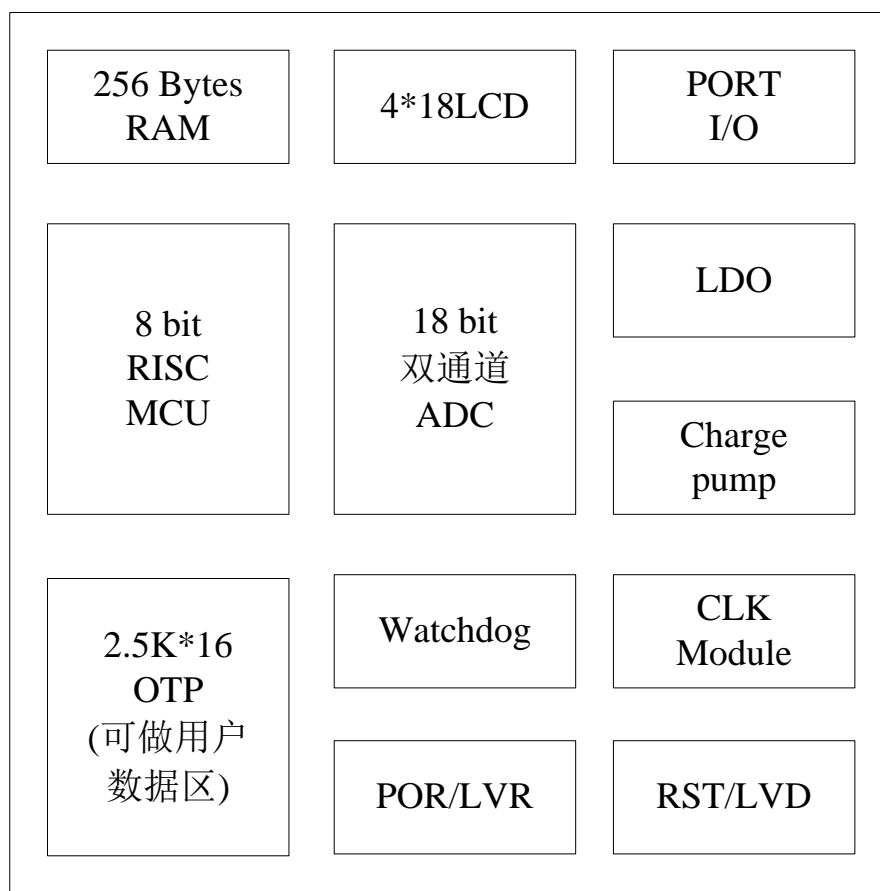 256 Bytes
RAM
4*18LCD
PORT
I/O
8 bit
RISC
MCU
18 bit
双通道
ADC
LDO
Charge
pump
2.5K*16
OTP
(可做用户
数据区)
Watchdog
CLK
Module
POR/LVR
RST/LVD